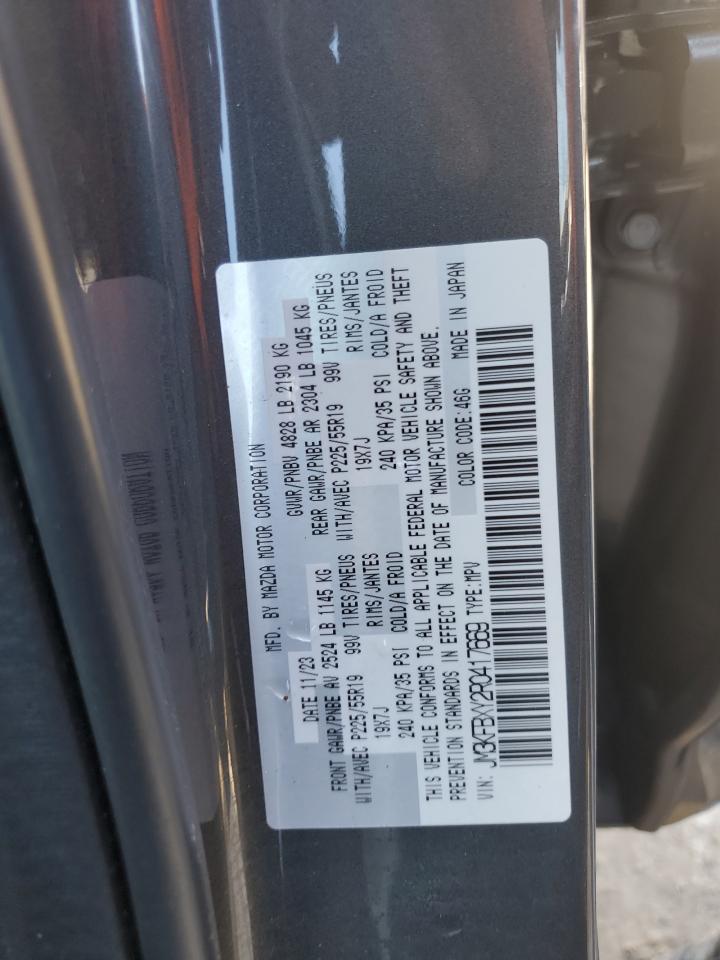 MFD. BY MAZDA MOTOR CORPORATION
DATE 11/23 GVWR/PNBV 4828 LB 2190 KG
FRONT GAWR/PNBE AV 2524 LB 1145 KG REAR GAWR/PNBE AR 2304 LB 1045 KG
WITH/AVEC P225/55R19 99V TIRES/PNEUS WITH/AVEC P225/55R19 99V TIRES/PNEUS
19X7J RIMS/JANTES 19X7J RIMS/JANTES
240 KPA/35 PSI COLD/A FROID 240 KPA/35 PSI COLD/A FROID
THIS VEHICLE CONFORMS TO ALL APPLICABLE FEDERAL MOTOR VEHICLE SAFETY AND THEFT
PREVENTION STANDARDS IN EFFECT ON THE DATE OF MANUFACTURE SHOWN ABOVE.
VIN: JM3KFBXY2R0417669 TYPE:MPV COLOR CODE:46G MADE IN JAPAN